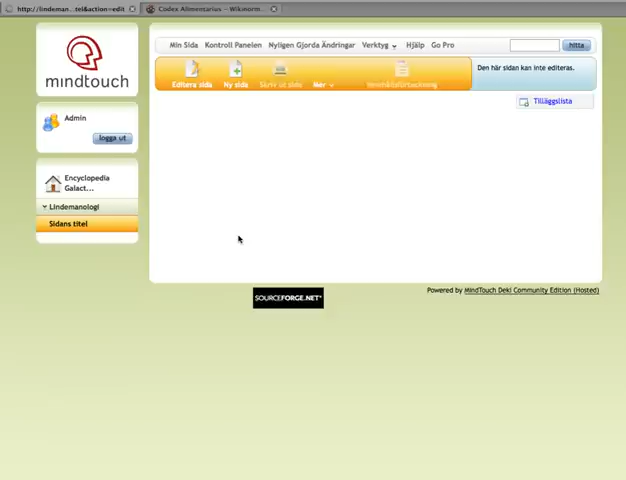 http://lindeman...tel&action=edit
Codex Alimentarius – Wikinorm...
Min Sida Kontroll Panelen Nyligen Gjorda Ändringar Verktyg Hjälp Go Pro
hitta
mindtouch
Editera sida Ny sida Skriv ut sida Mer
Den här sidan kan inte editeras.
Tilläggslista
Admin
logga ut
Encyclopedia
Galact...
Lindemanologi
Sidans titel
SOURCEFORGE.NET
Powered by MindTouch Deki Community Edition (Hosted)